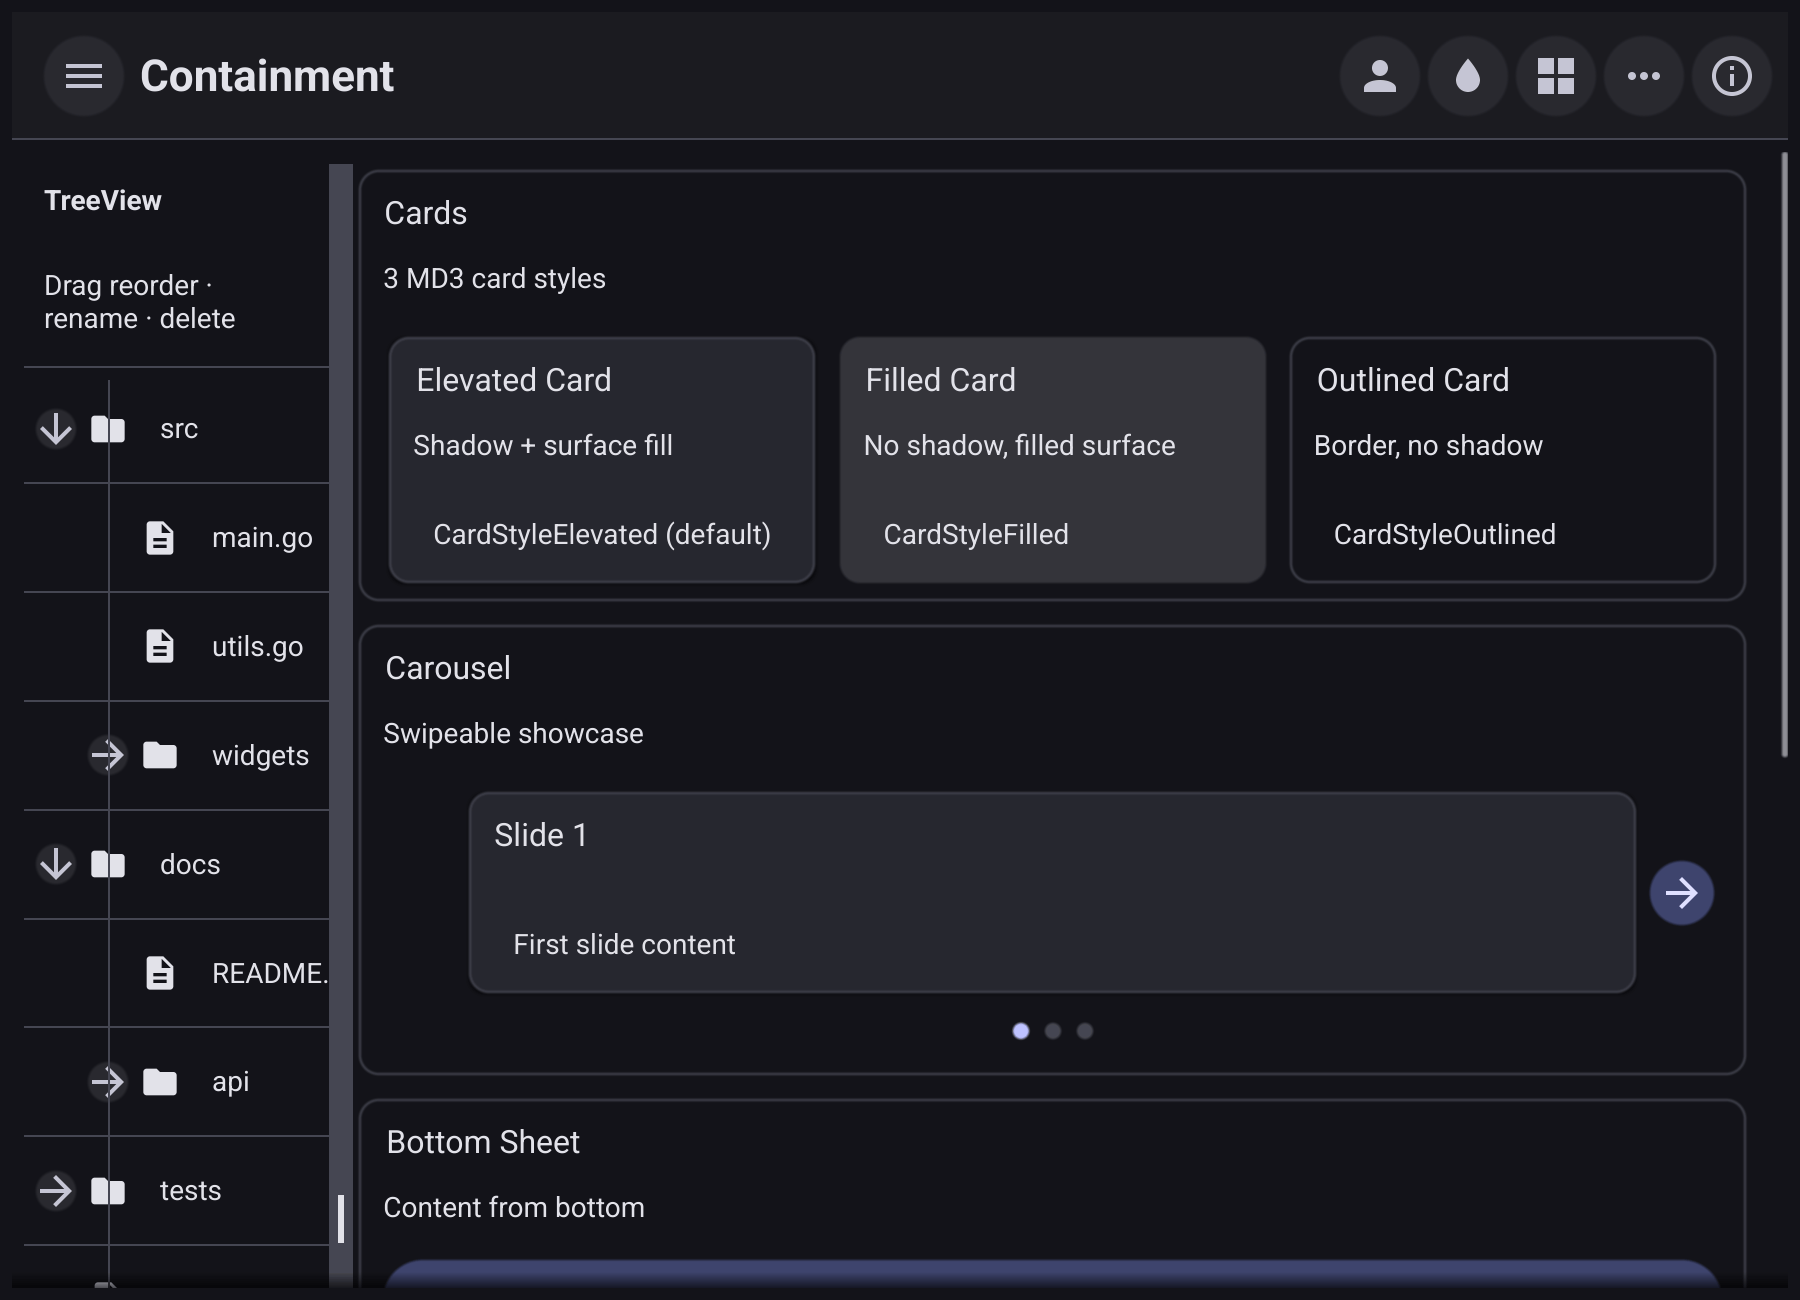 Containment
TreeView
Drag reorder ·
rename · delete
src
main.go
utils.go
widgets
docs
README.
api
tests
Cards
3 MD3 card styles
Elevated Card
Shadow + surface fill
CardStyleElevated (default)
Filled Card
No shadow, filled surface
CardStyleFilled
Outlined Card
Border, no shadow
CardStyleOutlined
Carousel
Swipeable showcase
Slide 1
First slide content
Bottom Sheet
Content from bottom